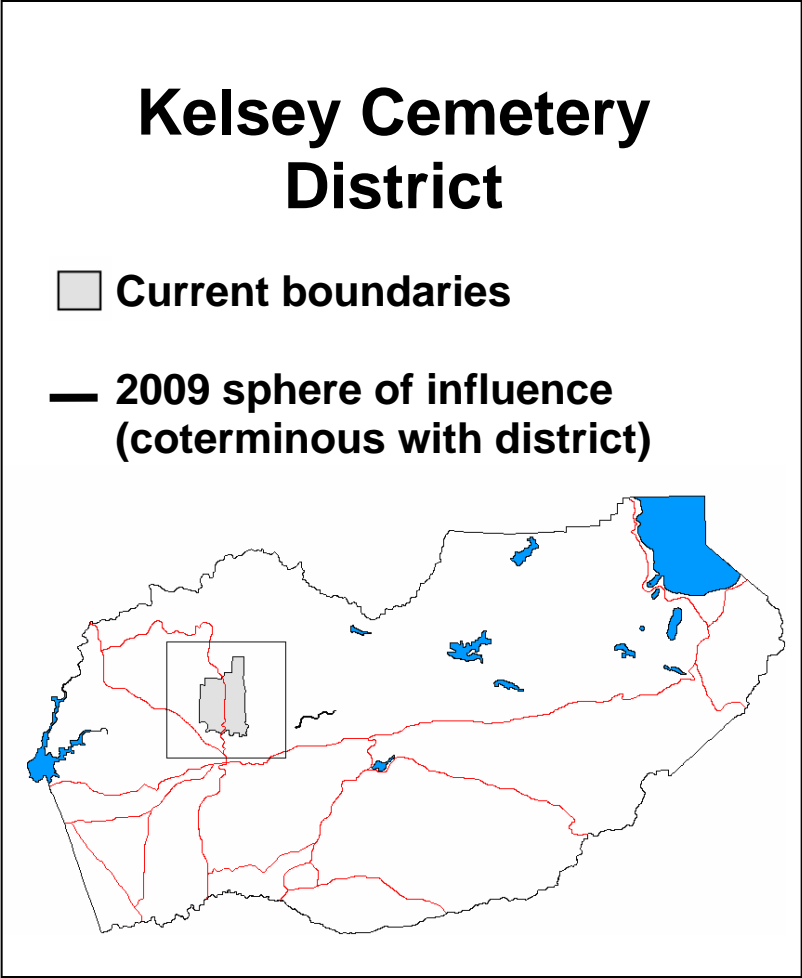 Kelsey Cemetery
District
Current boundaries
2009 sphere of influence
(coterminous with district)